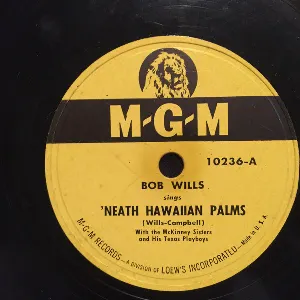 M-G-M
10236-A
BOB WILLS
sings
'NEATH HAWAIIAN PALMS
(Wills-Campbell)
With the McKinney Sisters
and His Texas Playboys
M-G-M RECORDS—A DIVISION OF LOEW'S INCORPORATED—Made in U. S. A.